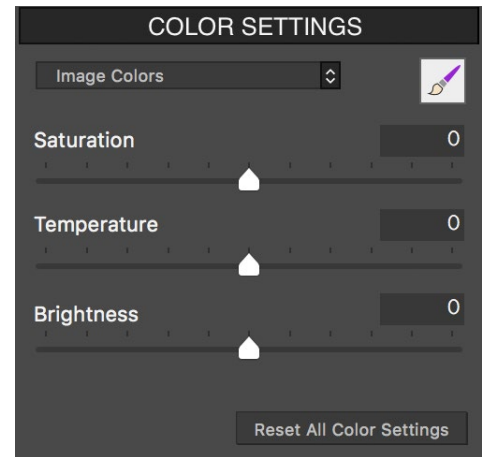 COLOR SETTINGS
Image Colors
Saturation 0
Temperature 0
Brightness 0
Reset All Color Settings